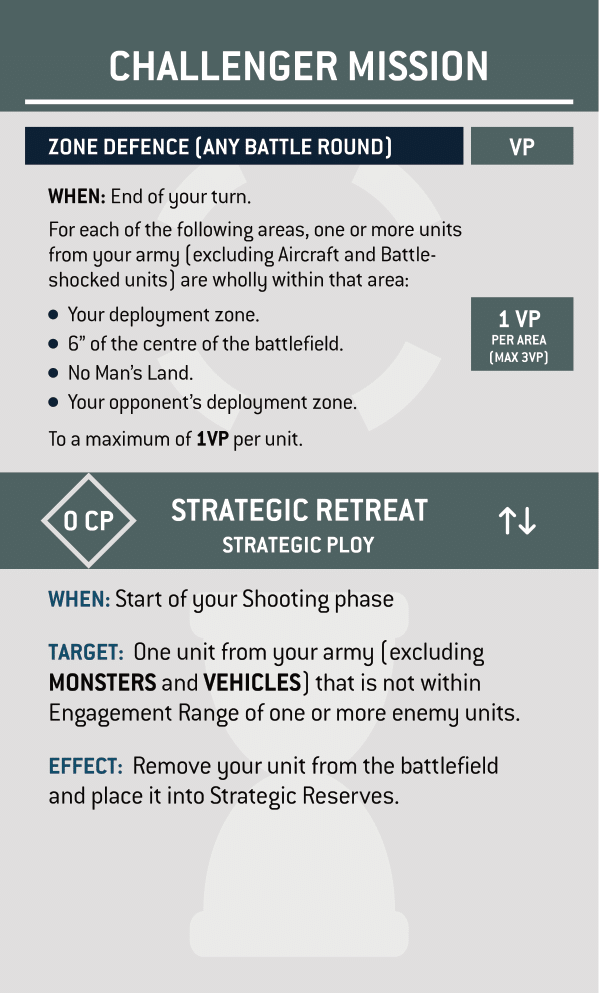 CHALLENGER MISSION
ZONE DEFENCE (ANY BATTLE ROUND)
VP
WHEN: End of your turn.
For each of the following areas, one or more units
from your army (excluding Aircraft and Battle-
shocked units) are wholly within that area:
• Your deployment zone.
• 6” of the centre of the battlefield.
• No Man’s Land.
• Your opponent’s deployment zone.
To a maximum of 1VP per unit.
1 VP
PER AREA
(MAX 3VP)
0 CP
STRATEGIC RETREAT
STRATEGIC PLOY
WHEN: Start of your Shooting phase
TARGET: One unit from your army (excluding
MONSTERS and VEHICLES) that is not within
Engagement Range of one or more enemy units.
EFFECT: Remove your unit from the battlefield
and place it into Strategic Reserves.